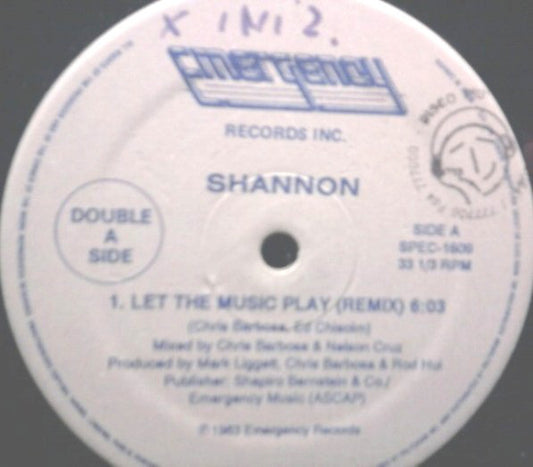 X INI 2.
Emergency
RECORDS INC.
SHANNON
DOUBLE
A
SIDE
SIDE A
SPEC-1609
33 1/3 RPM
1. LET THE MUSIC PLAY (REMIX) 6:03
(Chris Barbosa, Ed Chisolm)
Mixed by Chris Barbosa & Nelson Cruz
Produced by Mark Liggett, Chris Barbosa & Rod Hui
Publisher: Shapiro Bernstein & Co./
Emergency Music (ASCAP)
© 1983 Emergency Records
DISCO